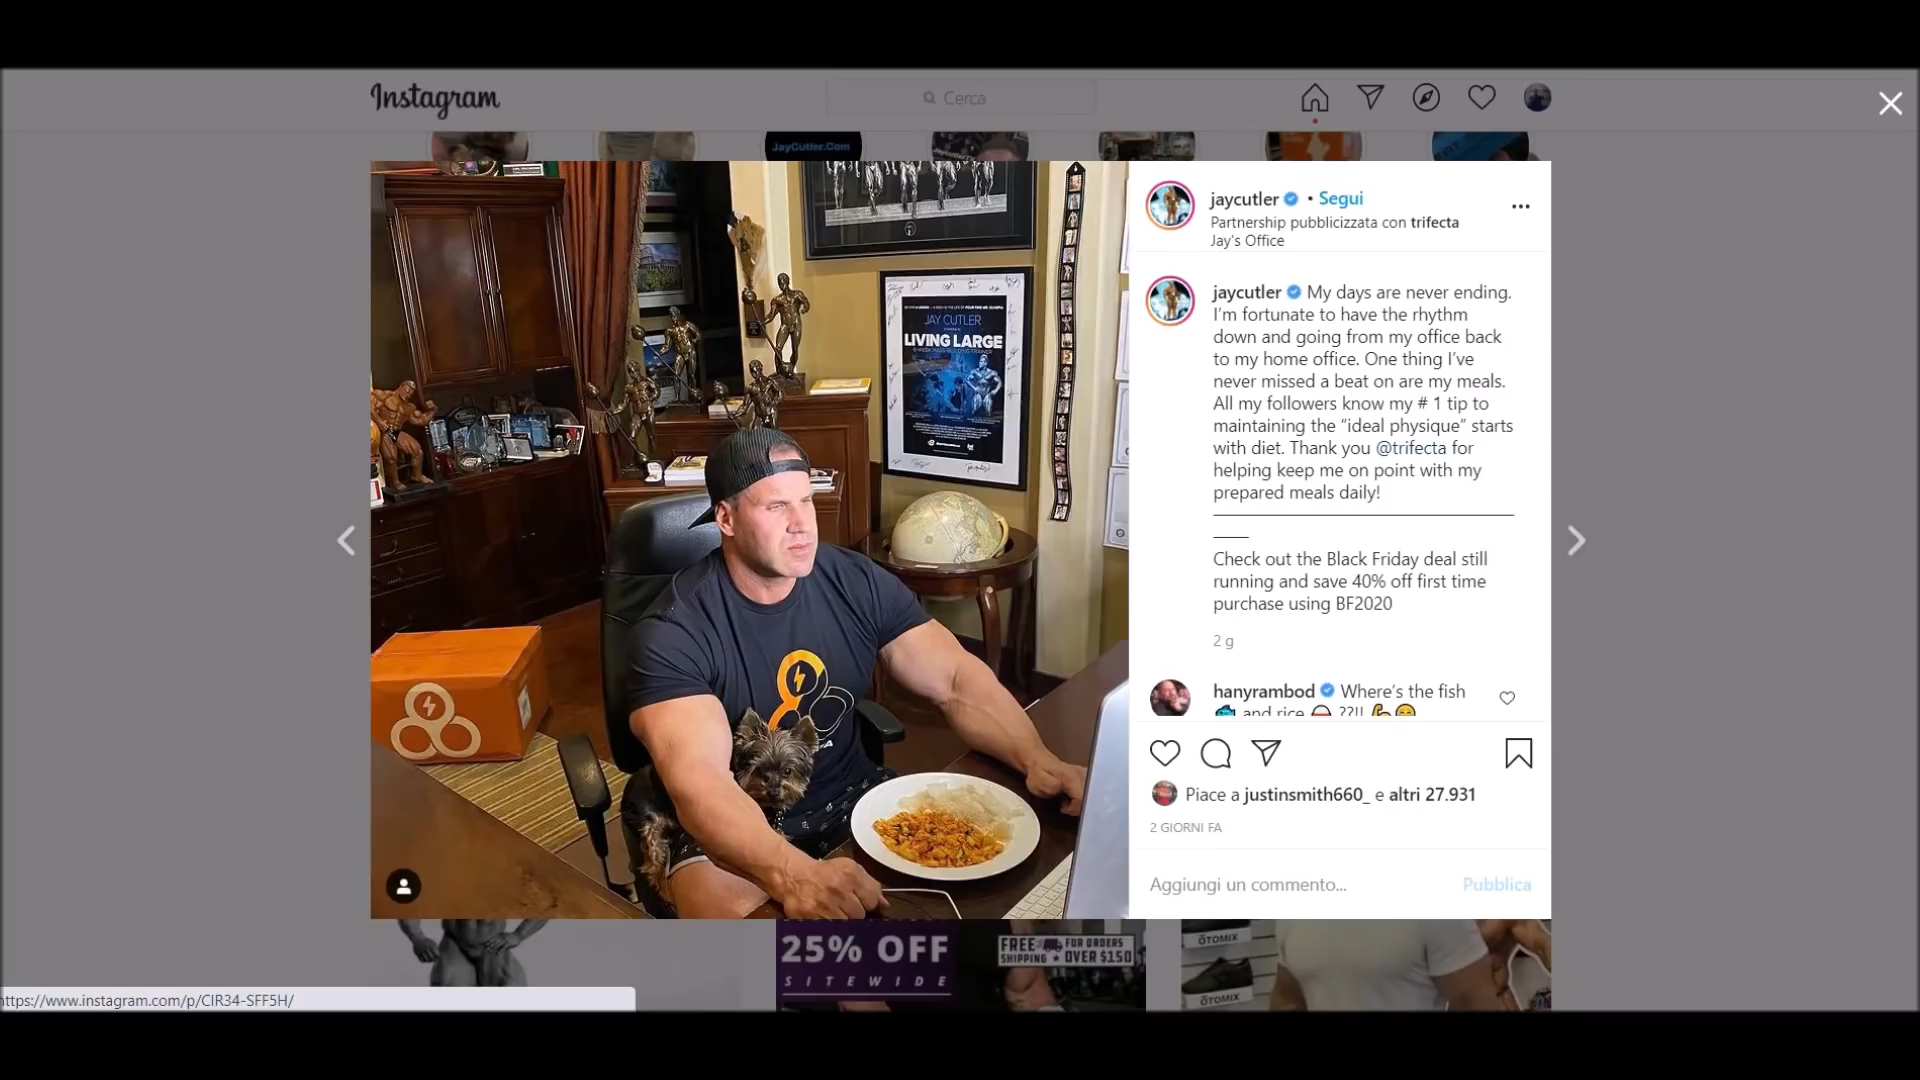 Instagram
Cerca
JayCutler.Com
jaycutler • Segui
Partnership pubblicizzata con trifecta
Jay's Office
jaycutler My days are never ending.
I'm fortunate to have the rhythm
down and going from my office back
to my home office. One thing I've
never missed a beat on are my meals.
All my followers know my # 1 tip to
maintaining the "ideal physique" starts
with diet. Thank you @trifecta for
helping keep me on point with my
prepared meals daily!
Check out the Black Friday deal still
running and save 40% off first time
purchase using BF2020
2 g
hanyrambod Where's the fish
and rice ??!!
Piace a justinsmith660_ e altri 27.931
2 GIORNI FA
Aggiungi un commento...
Pubblica
JAY CUTLER
LIVING LARGE
25% OFF
SITEWIDE
FREE FOR ORDERS
SHIPPING ★ OVER $150
OTOMIX
OTOMIX
https://www.instagram.com/p/CIR34-SFF5H/